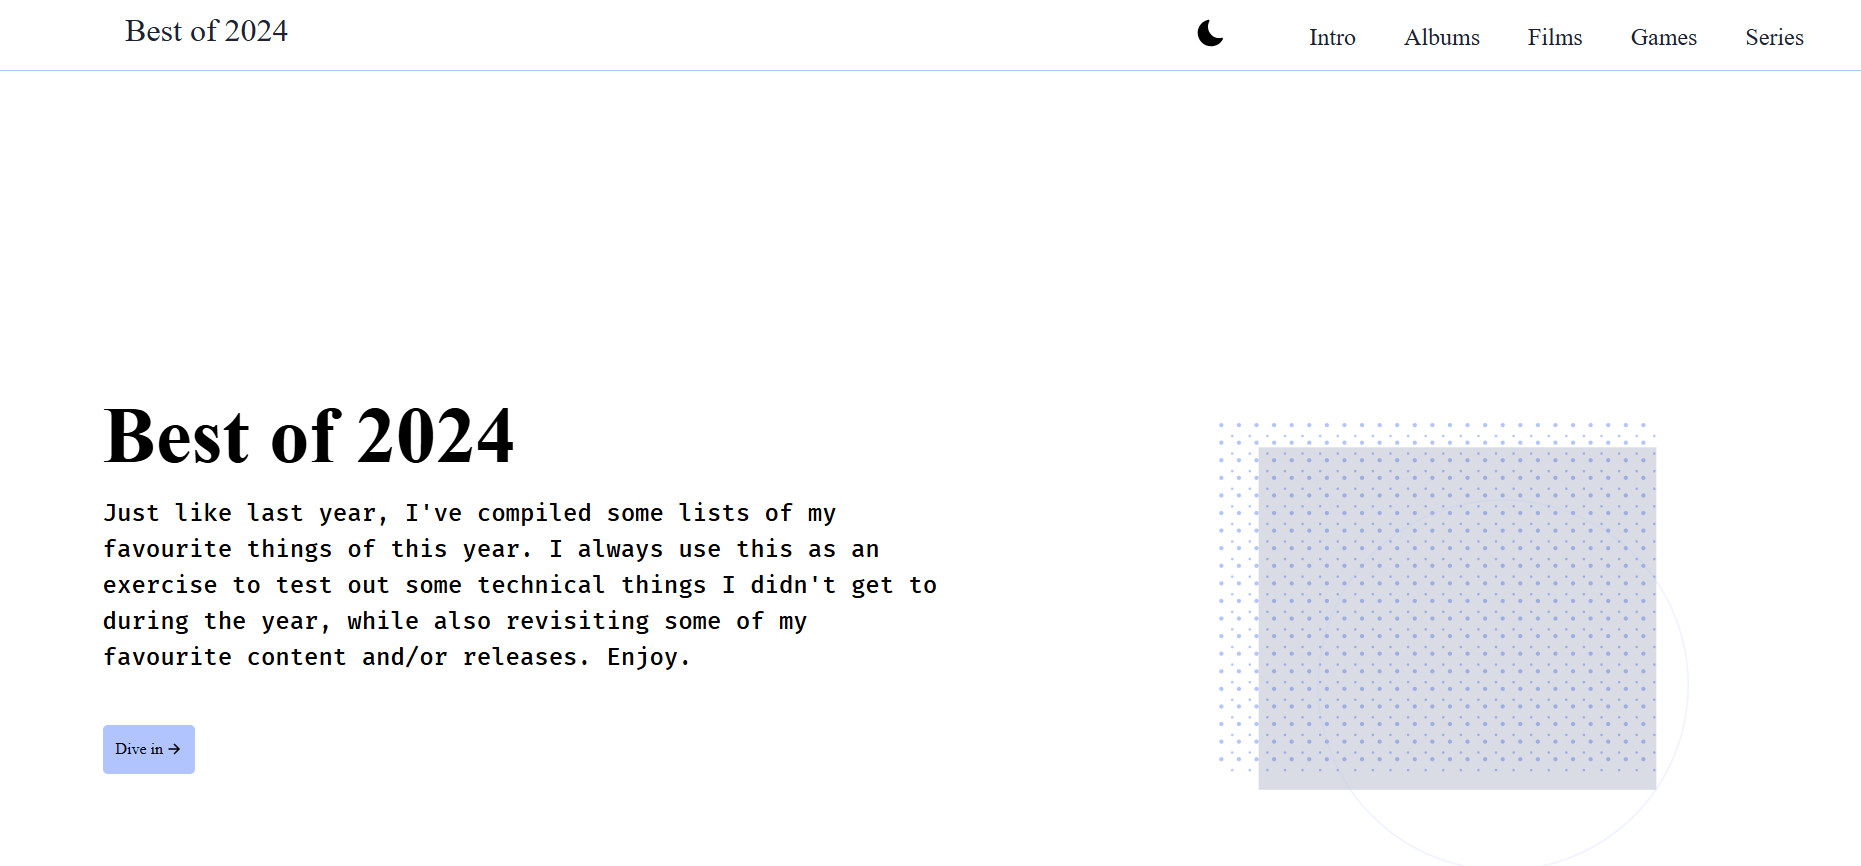 Best of 2024
Intro Albums Films Games Series
Best of 2024
Just like last year, I've compiled some lists of my
favourite things of this year. I always use this as an
exercise to test out some technical things I didn't get to
during the year, while also revisiting some of my
favourite content and/or releases. Enjoy.
Dive in →